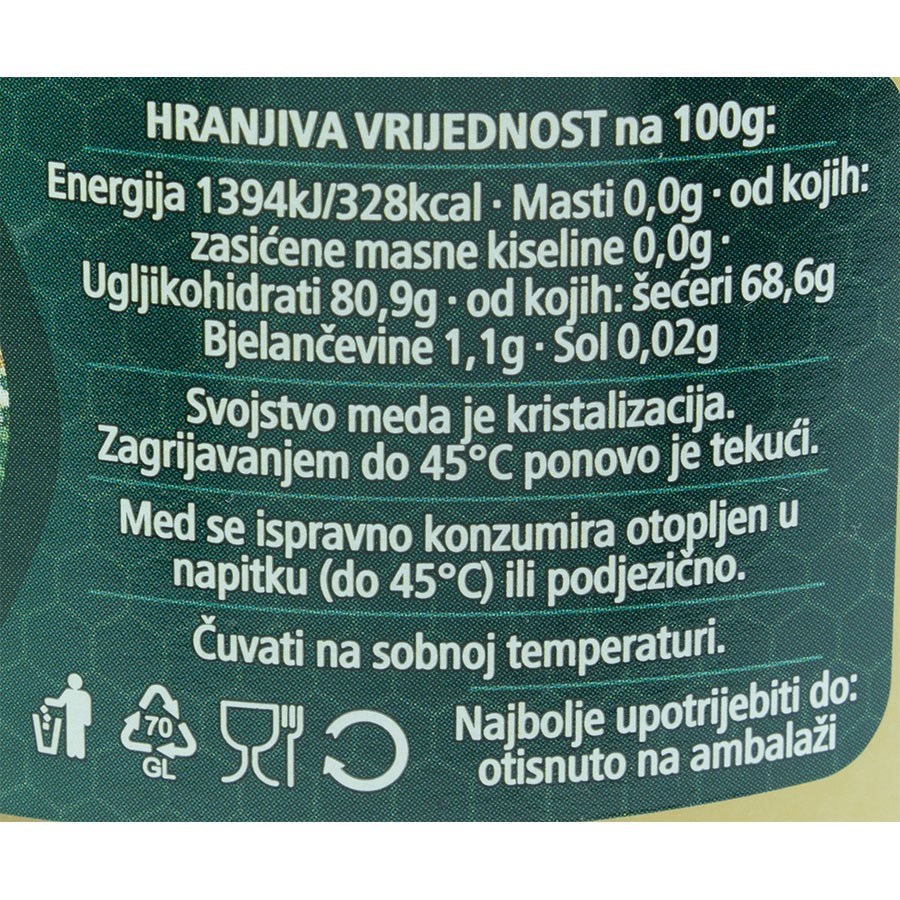 HRANJIVA VRIJEDNOST na 100g:
Energija 1394kJ/328kcal · Masti 0,0g · od kojih:
zasićene masne kiseline 0,0g ·
Ugljikohidrati 80,9g · od kojih: šećeri 68,6g
Bjelančevine 1,1g · Sol 0,02g
Svojstvo meda je kristalizacija.
Zagrijavanjem do 45°C ponovo je tekući.
Med se ispravno konzumira otopljen u
napitku (do 45°C) ili podjezično.
Čuvati na sobnoj temperaturi.
Najbolje upotrijebiti do:
otisnuto na ambalaži
70
GL